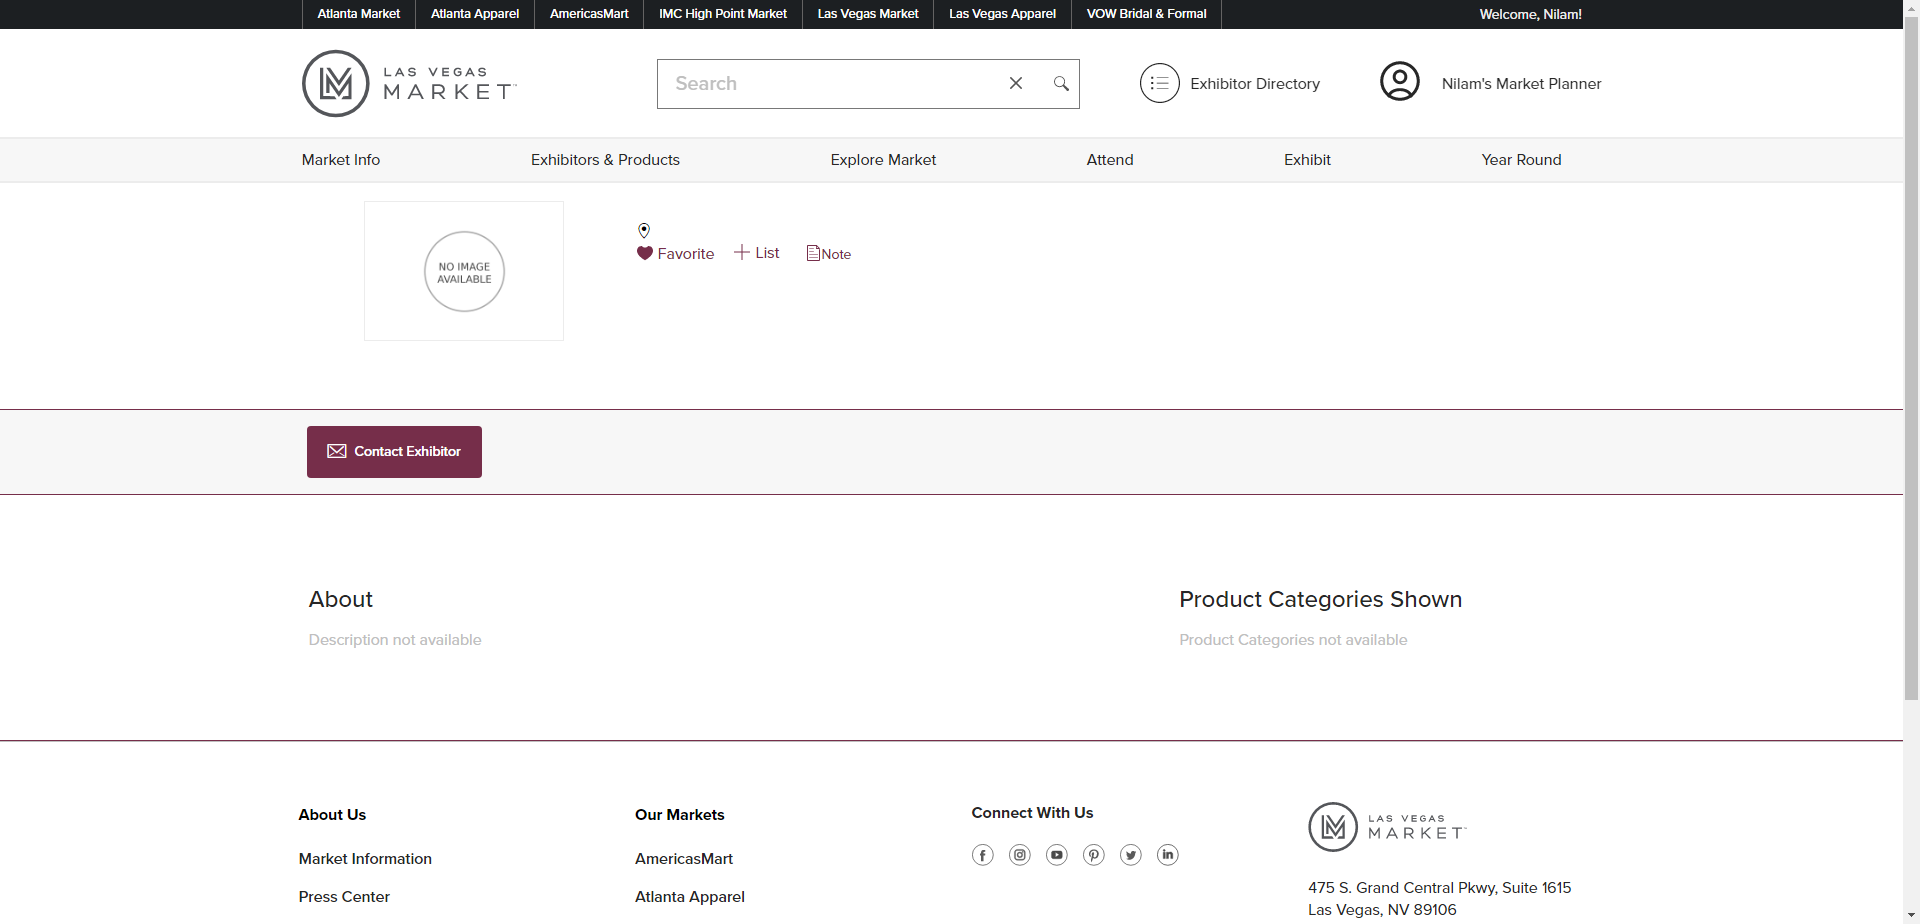 Atlanta Market Atlanta Apparel AmericasMart IMC High Point Market Las Vegas Market Las Vegas Apparel VOW Bridal & Formal Welcome, Nilam!
LAS VEGAS
MARKET
Search
Exhibitor Directory
Nilam's Market Planner
Market Info Exhibitors & Products Explore Market Attend Exhibit Year Round
NO IMAGE
AVAILABLE
Favorite List Note
Contact Exhibitor
About
Description not available
Product Categories Shown
Product Categories not available
About Us
Market Information
Press Center
Our Markets
AmericasMart
Atlanta Apparel
Connect With Us
LAS VEGAS
MARKET
475 S. Grand Central Pkwy, Suite 1615
Las Vegas, NV 89106